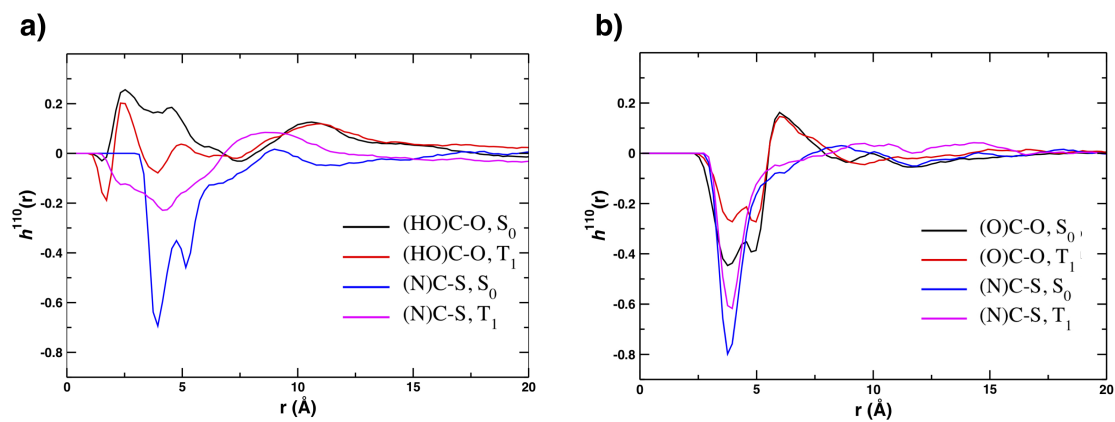 a)
h¹¹⁰(r)
0.2
0
-0.2
-0.4
-0.6
-0.8
(HO)C-O, S₀
(HO)C-O, T₁
(N)C-S, S₀
(N)C-S, T₁
0 5 10 15 20
r (Å)
b)
h¹¹⁰(r)
0.2
0
-0.2
-0.4
-0.6
-0.8
(O)C-O, S₀
(O)C-O, T₁
(N)C-S, S₀
(N)C-S, T₁
0 5 10 15 20
r (Å)